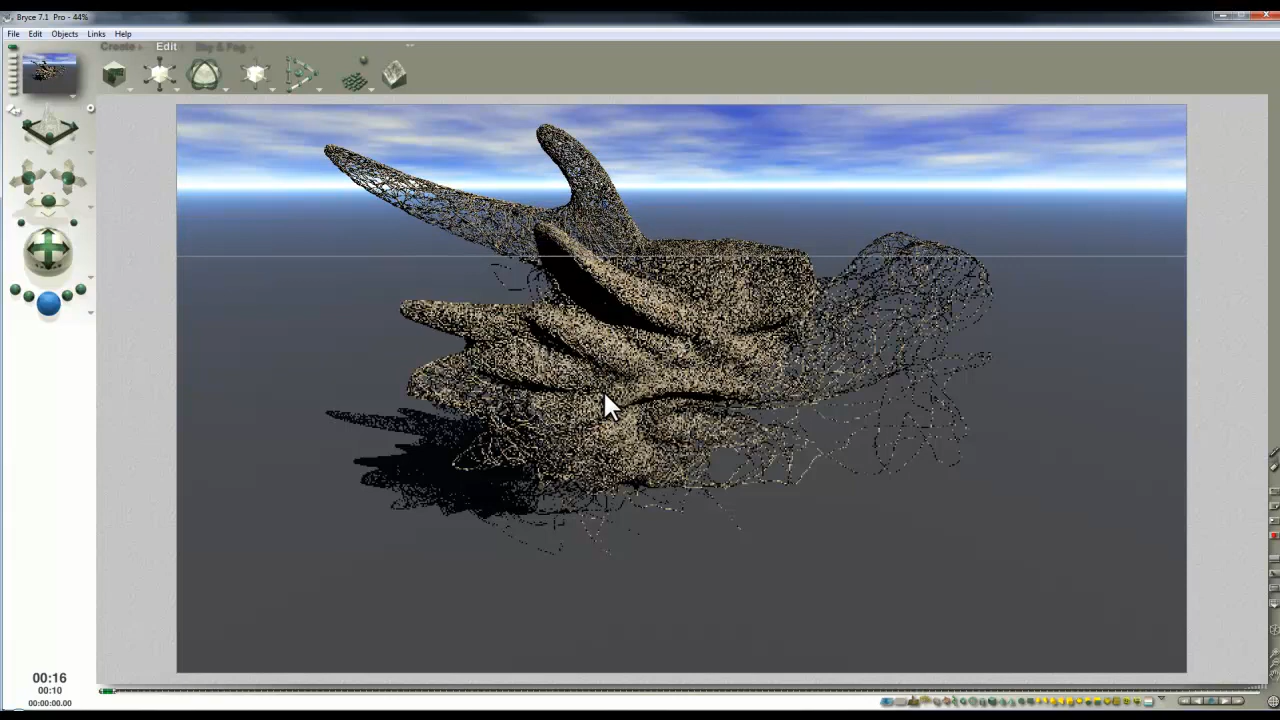 Bryce 7.1 Pro - 44%
File Edit Objects Links Help
Create Edit Sky & Fog
00:16
00:10
00:00:00.00